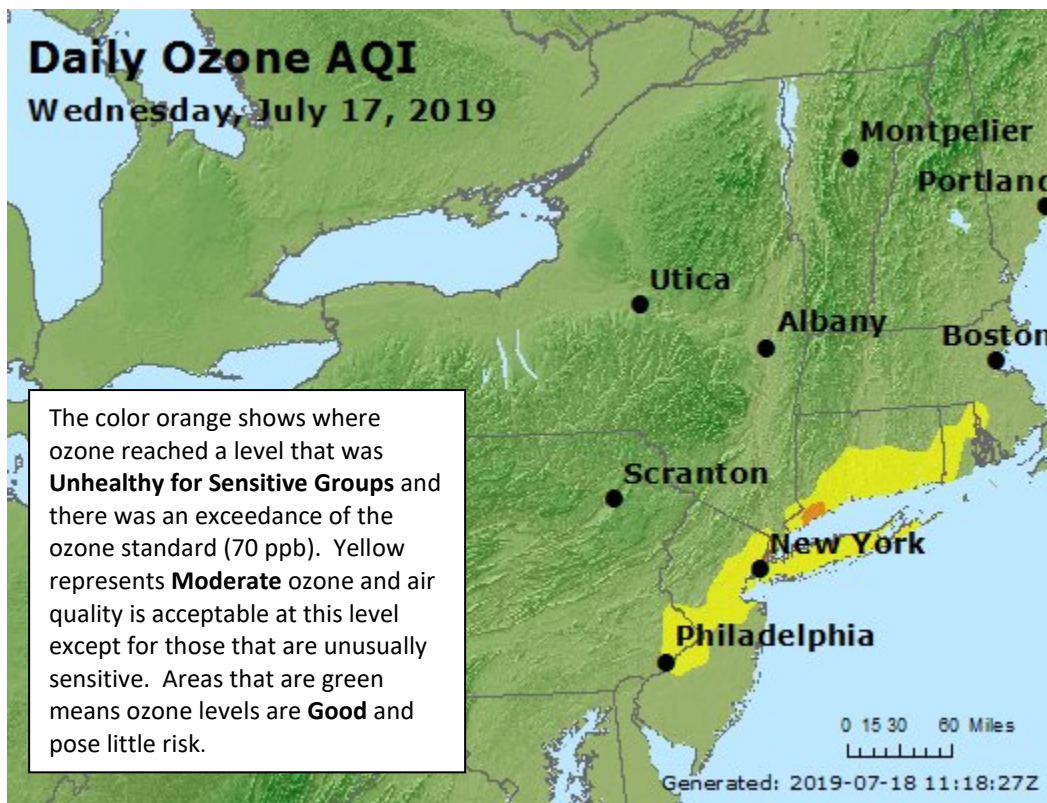 Daily Ozone AQI
Wednesday, July 17, 2019
Montpelier
Portland
Utica
Albany
Boston
The color orange shows where
ozone reached a level that was
Unhealthy for Sensitive Groups and
there was an exceedance of the
ozone standard (70 ppb).  Yellow
represents Moderate ozone and air
quality is acceptable at this level
except for those that are unusually
sensitive.  Areas that are green
means ozone levels are Good and
pose little risk.
Scranton
New York
Philadelphia
0 15 30 60 Miles
Generated: 2019-07-18 11:18:27Z